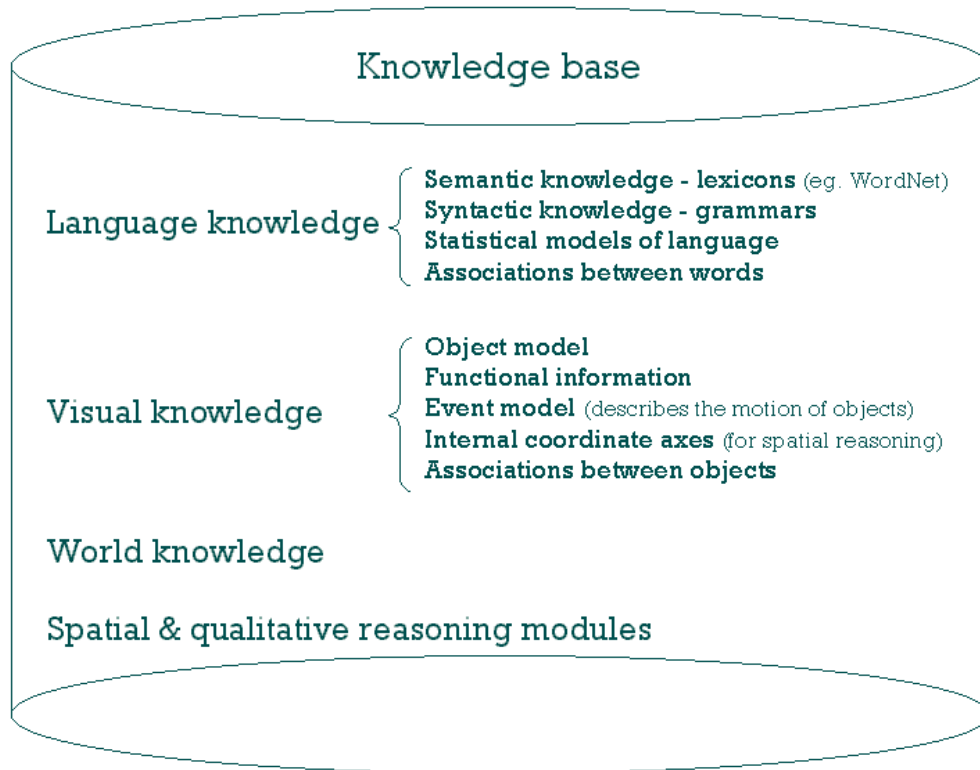 Knowledge base
Language knowledge
Semantic knowledge - lexicons (eg. WordNet)
Syntactic knowledge - grammars
Statistical models of language
Associations between words
Visual knowledge
Object model
Functional information
Event model (describes the motion of objects)
Internal coordinate axes (for spatial reasoning)
Associations between objects
World knowledge
Spatial & qualitative reasoning modules